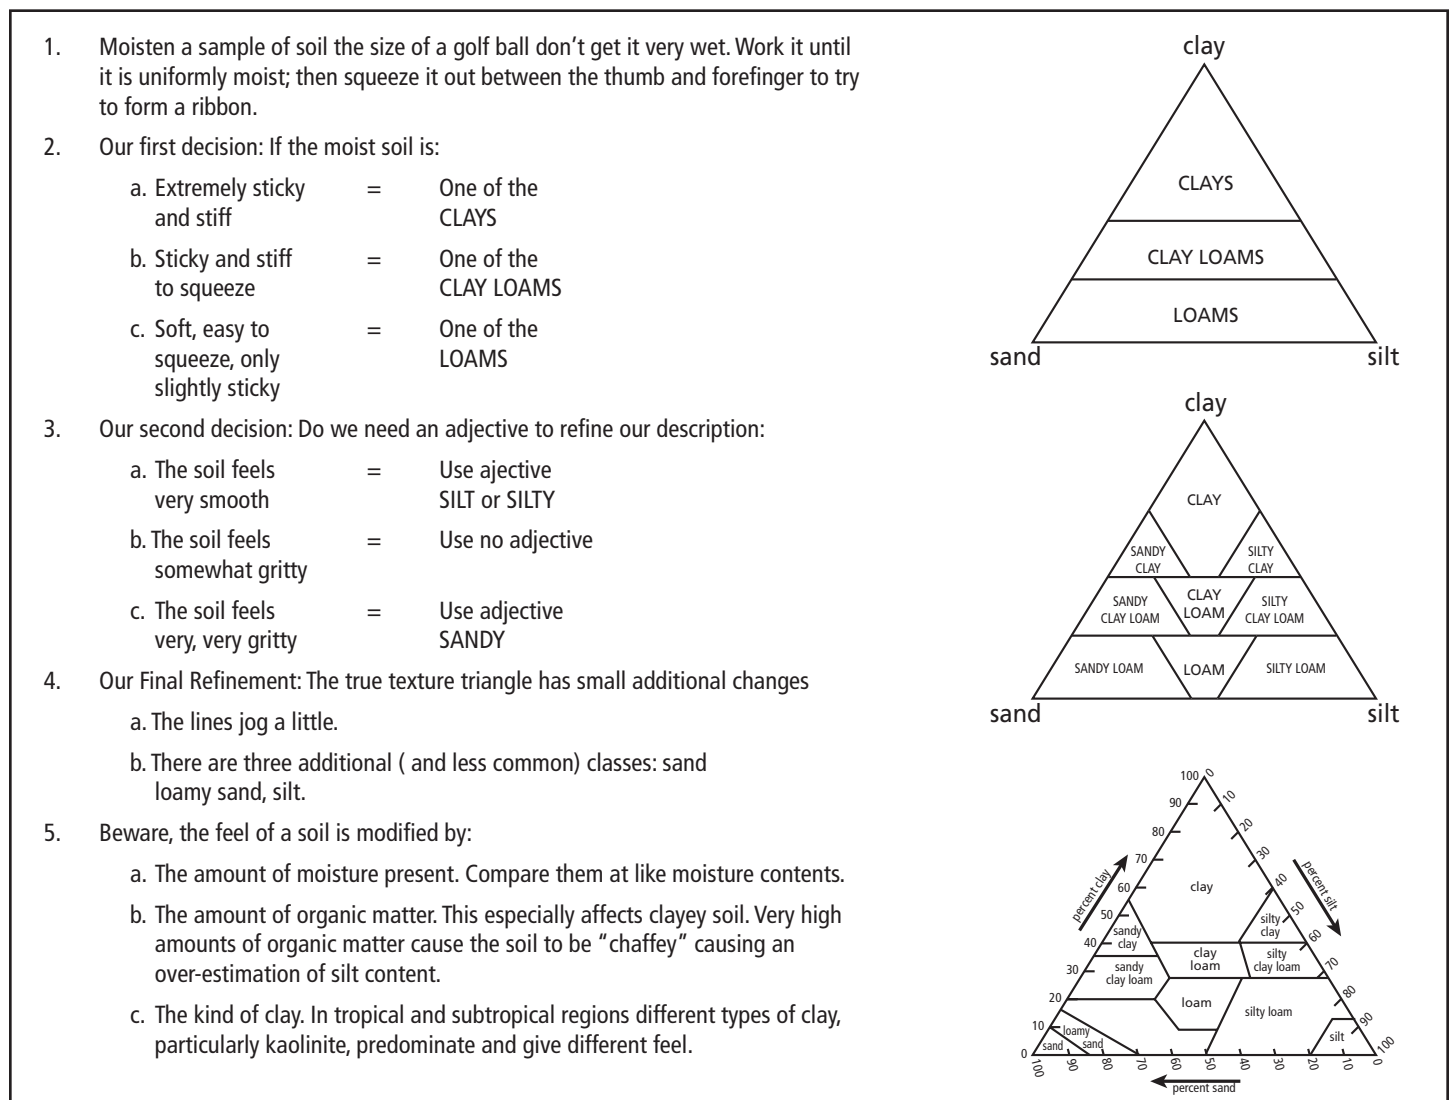 1. Moisten a sample of soil the size of a golf ball don't get it very wet. Work it until
it is uniformly moist; then squeeze it out between the thumb and forefinger to try
to form a ribbon.
2. Our first decision: If the moist soil is:
a. Extremely sticky = One of the
and stiff CLAYS
b. Sticky and stiff = One of the
to squeeze CLAY LOAMS
c. Soft, easy to = One of the
squeeze, only LOAMS
slightly sticky
3. Our second decision: Do we need an adjective to refine our description:
a. The soil feels = Use ajective
very smooth SILT or SILTY
b. The soil feels = Use no adjective
somewhat gritty
c. The soil feels = Use adjective
very, very gritty SANDY
4. Our Final Refinement: The true texture triangle has small additional changes
a. The lines jog a little.
b. There are three additional ( and less common) classes: sand
loamy sand, silt.
5. Beware, the feel of a soil is modified by:
a. The amount of moisture present. Compare them at like moisture contents.
b. The amount of organic matter. This especially affects clayey soil. Very high
amounts of organic matter cause the soil to be "chaffey" causing an
over-estimation of silt content.
c. The kind of clay. In tropical and subtropical regions different types of clay,
particularly kaolinite, predominate and give different feel.
clay
CLAYS
CLAY LOAMS
LOAMS
sand silt
clay
CLAY
SANDY
CLAY
SILTY
CLAY
SANDY
CLAY LOAM
CLAY
LOAM
SILTY
CLAY LOAM
SANDY LOAM LOAM SILTY LOAM
sand silt
100 90 80 70 60 50 40 30 20 10 0
percent clay
0 10 20 30 40 50 60 70 80 90 100
percent silt
clay
sandy
clay
silty
clay
sandy
clay loam
clay
loam
silty
clay loam
loam
silty loam
silt
loamy
sand
sand
100 90 80 70 60 50 40 30 20 10 0
percent sand